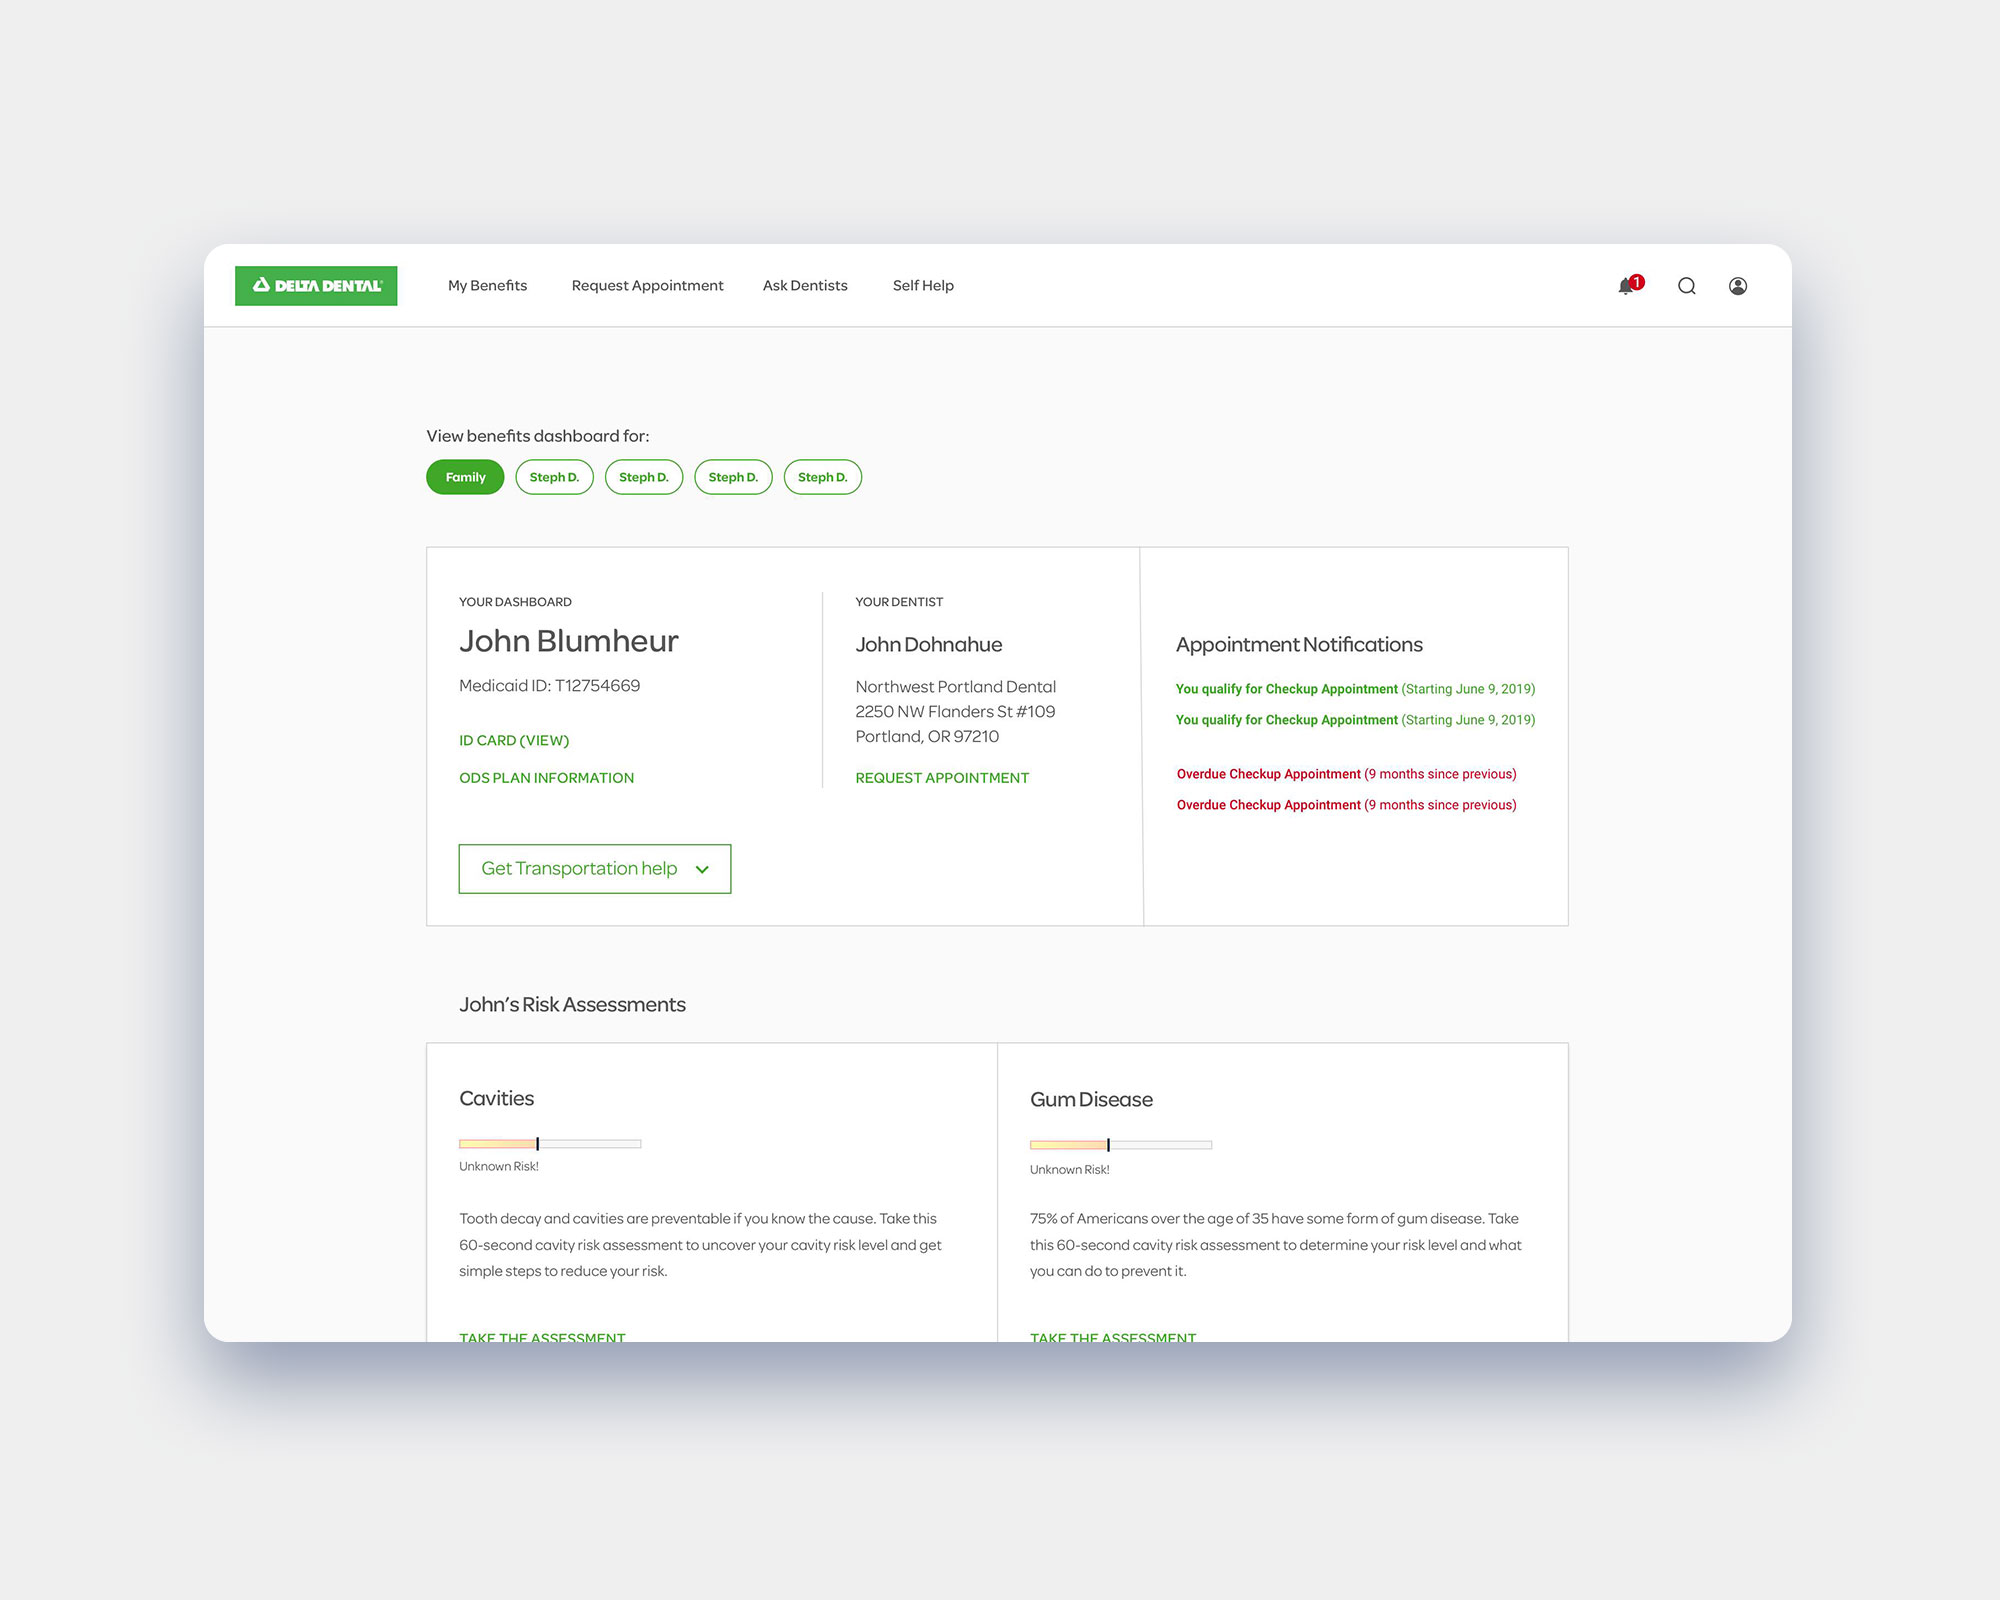 DELTA DENTAL
My Benefits
Request Appointment
Ask Dentists
Self Help
1
View benefits dashboard for:
Family
Steph D.
Steph D.
Steph D.
Steph D.
YOUR DASHBOARD
John Blumheur
Medicaid ID: T12754669
ID CARD (VIEW)
ODS PLAN INFORMATION
Get Transportation help
YOUR DENTIST
John Dohnahue
Northwest Portland Dental
2250 NW Flanders St #109
Portland, OR 97210
REQUEST APPOINTMENT
Appointment Notifications
You qualify for Checkup Appointment (Starting June 9, 2019)
You qualify for Checkup Appointment (Starting June 9, 2019)
Overdue Checkup Appointment (9 months since previous)
Overdue Checkup Appointment (9 months since previous)
John’s Risk Assessments
Cavities
Unknown Risk!
Tooth decay and cavities are preventable if you know the cause. Take this
60-second cavity risk assessment to uncover your cavity risk level and get
simple steps to reduce your risk.
TAKE THE ASSESSMENT
Gum Disease
Unknown Risk!
75% of Americans over the age of 35 have some form of gum disease. Take
this 60-second cavity risk assessment to determine your risk level and what
you can do to prevent it.
TAKE THE ASSESSMENT